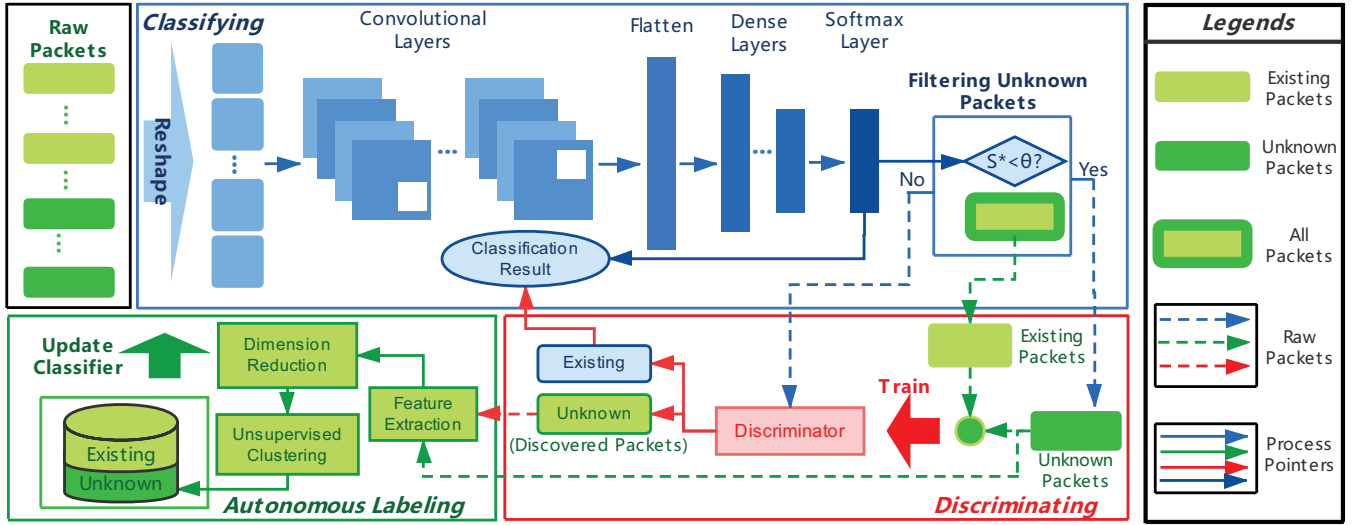 Raw
Packets
Classifying
Reshape
Convolutional
Layers
Flatten
Dense
Layers
Softmax
Layer
Filtering Unknown
Packets
S*<θ?
No
Yes
Classification
Result
Legends
Existing
Packets
Unknown
Packets
All
Packets
Raw
Packets
Process
Pointers
Update
Classifier
Dimension
Reduction
Unsupervised
Clustering
Feature
Extraction
Existing
Unknown
Autonomous Labeling
Existing
Unknown
(Discovered Packets)
Discriminator
Train
Existing
Packets
Unknown
Packets
Discriminating